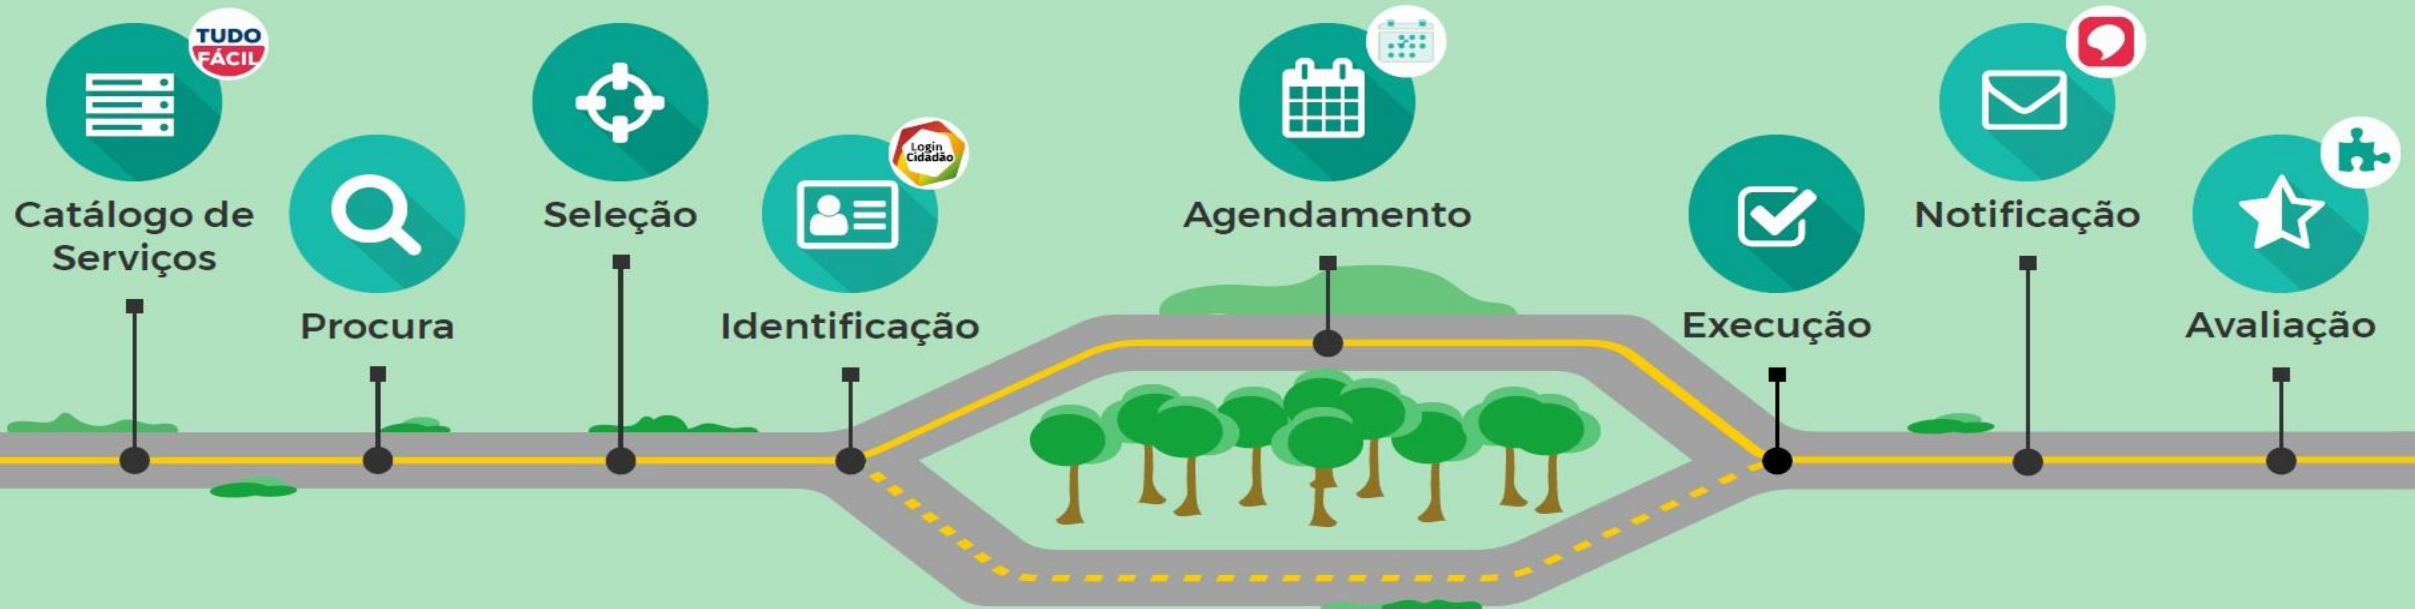 TUDO
FÁCIL
Catálogo de
Serviços
Procura
Seleção
Login
Cidadão
Identificação
Agendamento
Execução
Notificação
Avaliação